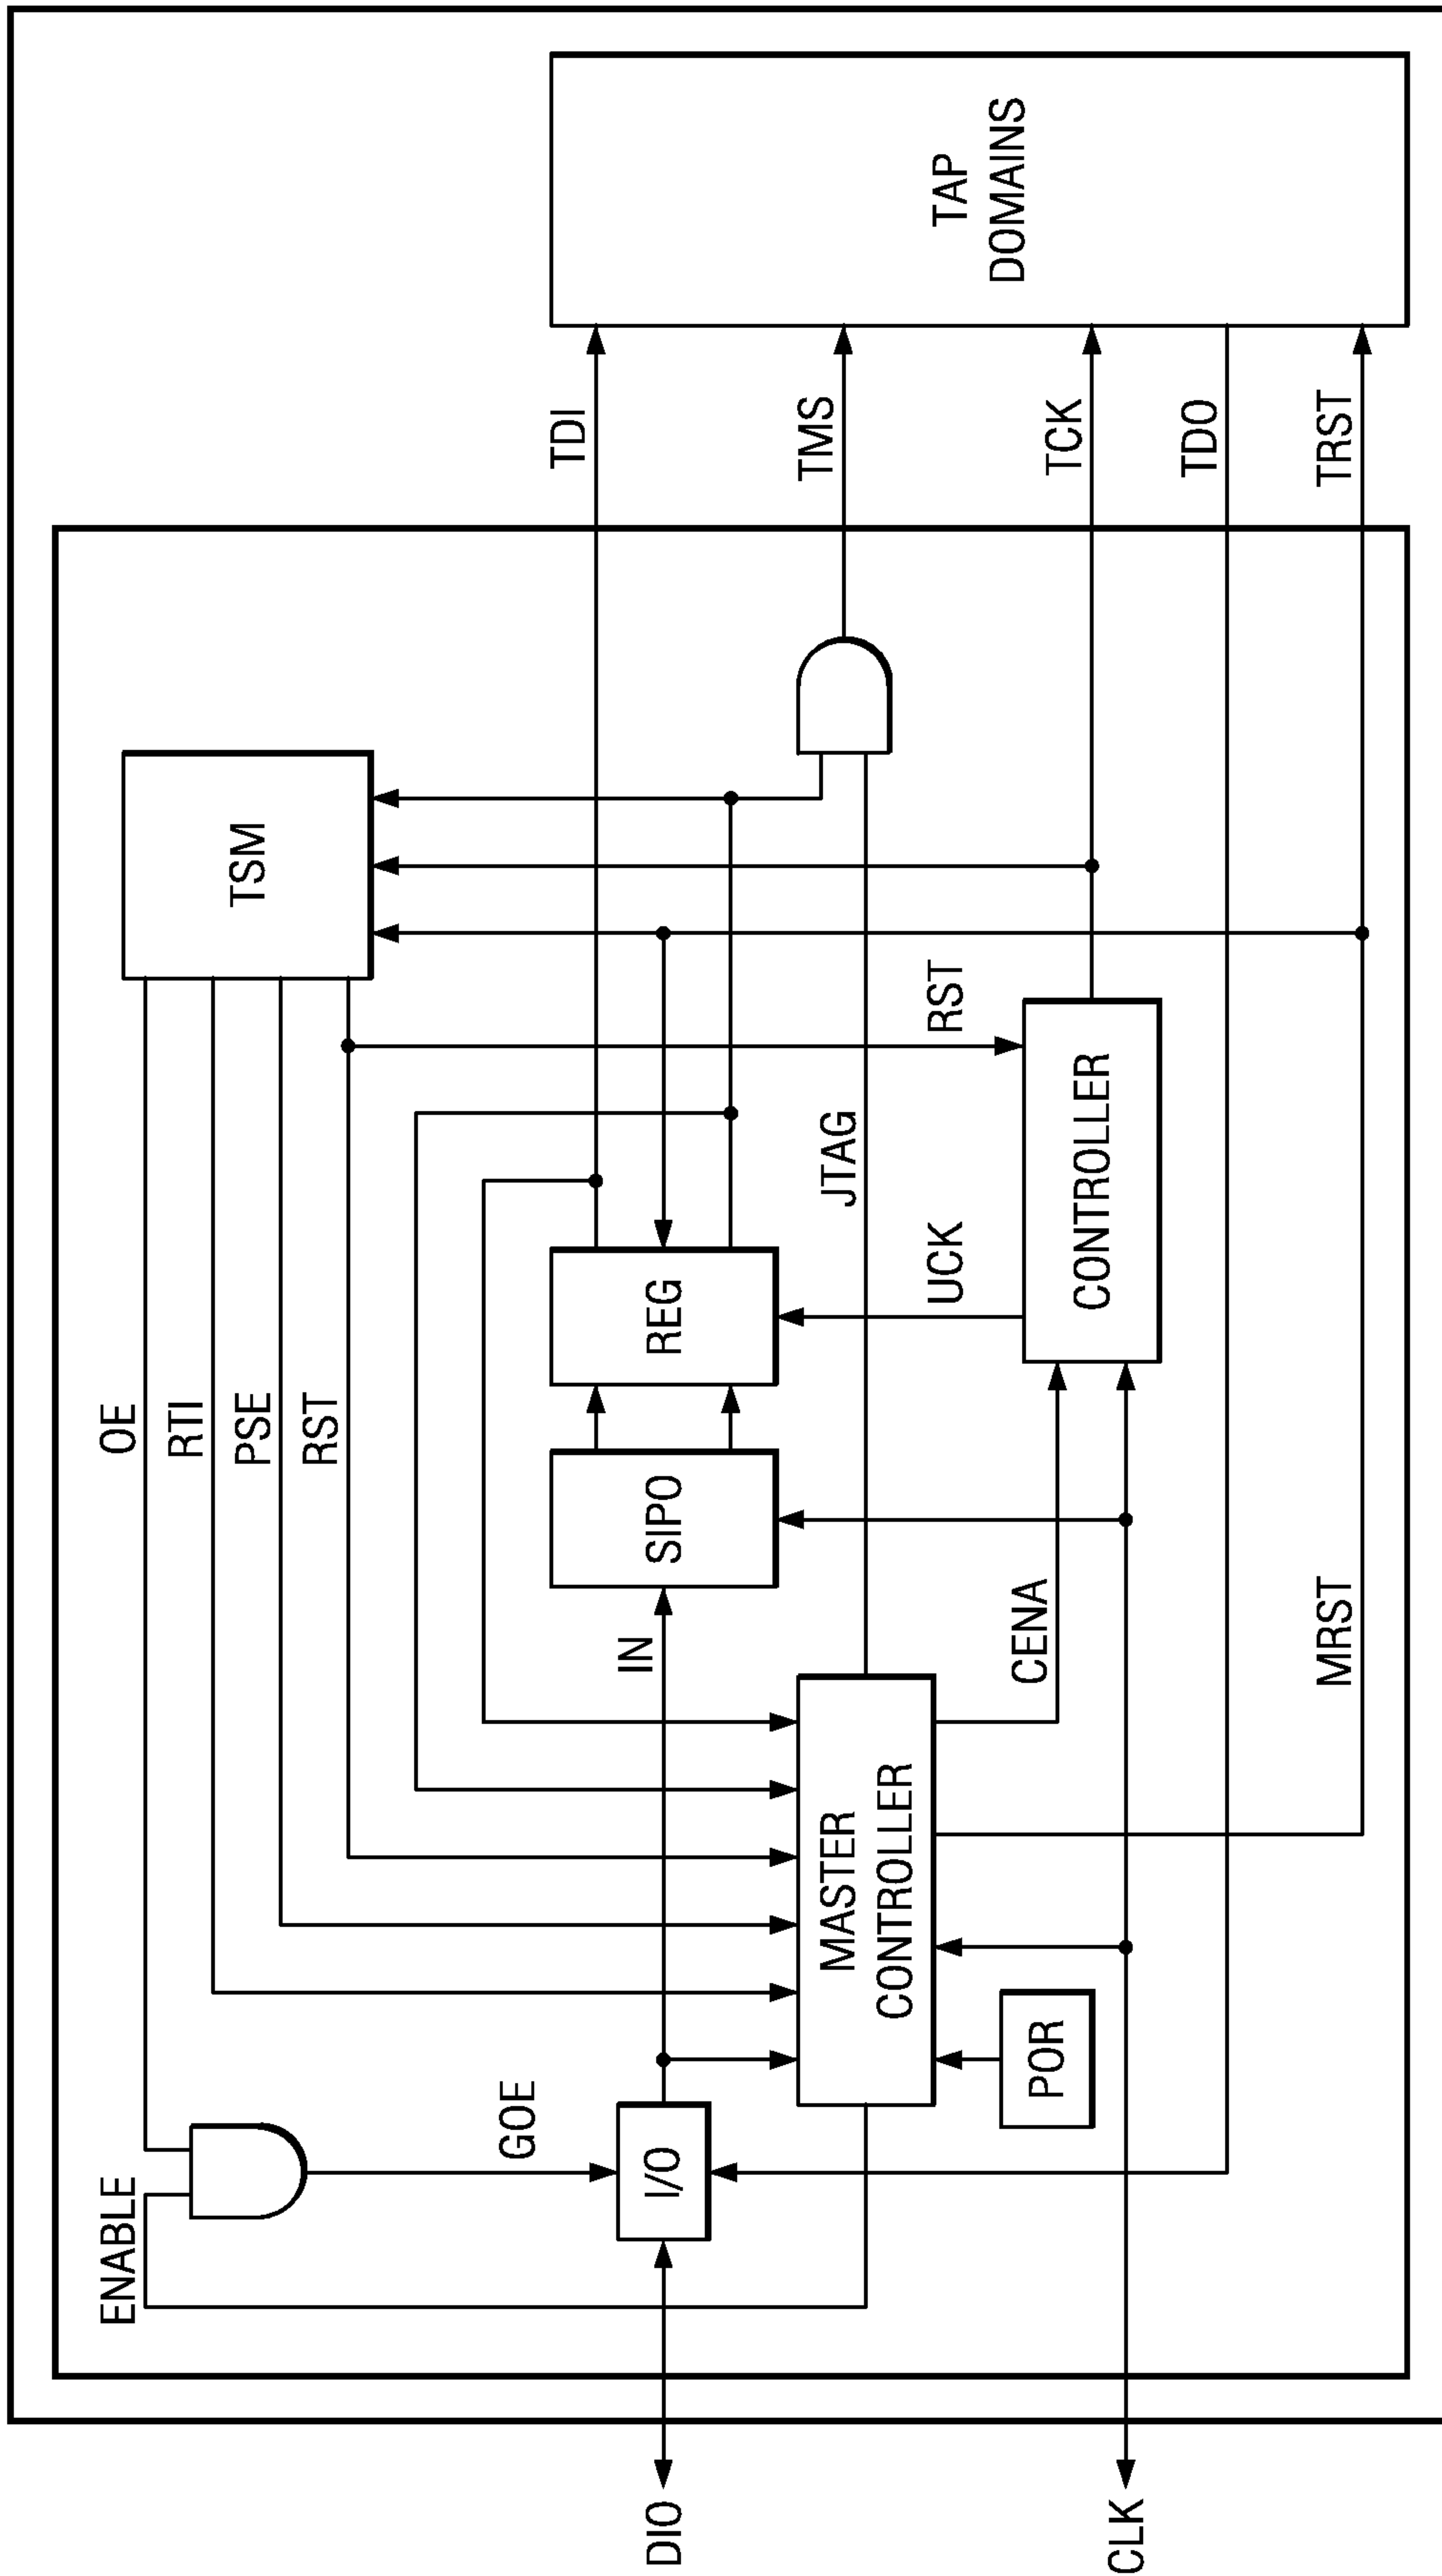 ENABLE
OE
RTI
PSE
RST
TSM
GOE
DIO
I/O
IN
SIPO
REG
TDI
TMS
TCK
TDO
TRST
TAP
DOMAINS
MASTER
CONTROLLER
JTAG
UCK
RST
CONTROLLER
CENA
POR
MRST
CLK